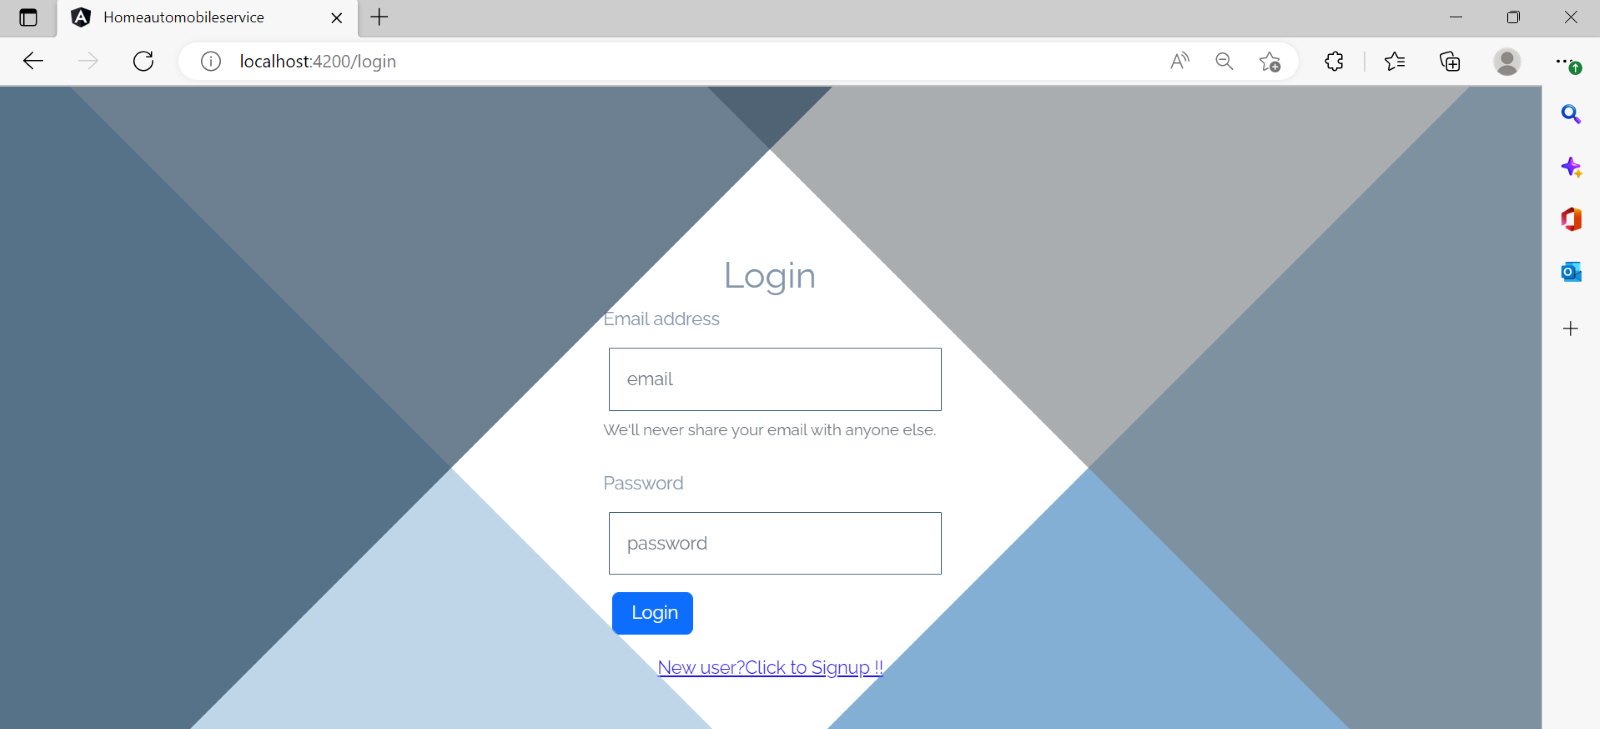 Homeautomobileservice
localhost:4200/login
Login
Email address
email
We'll never share your email with anyone else.
Password
password
Login
New user?Click to Signup !!